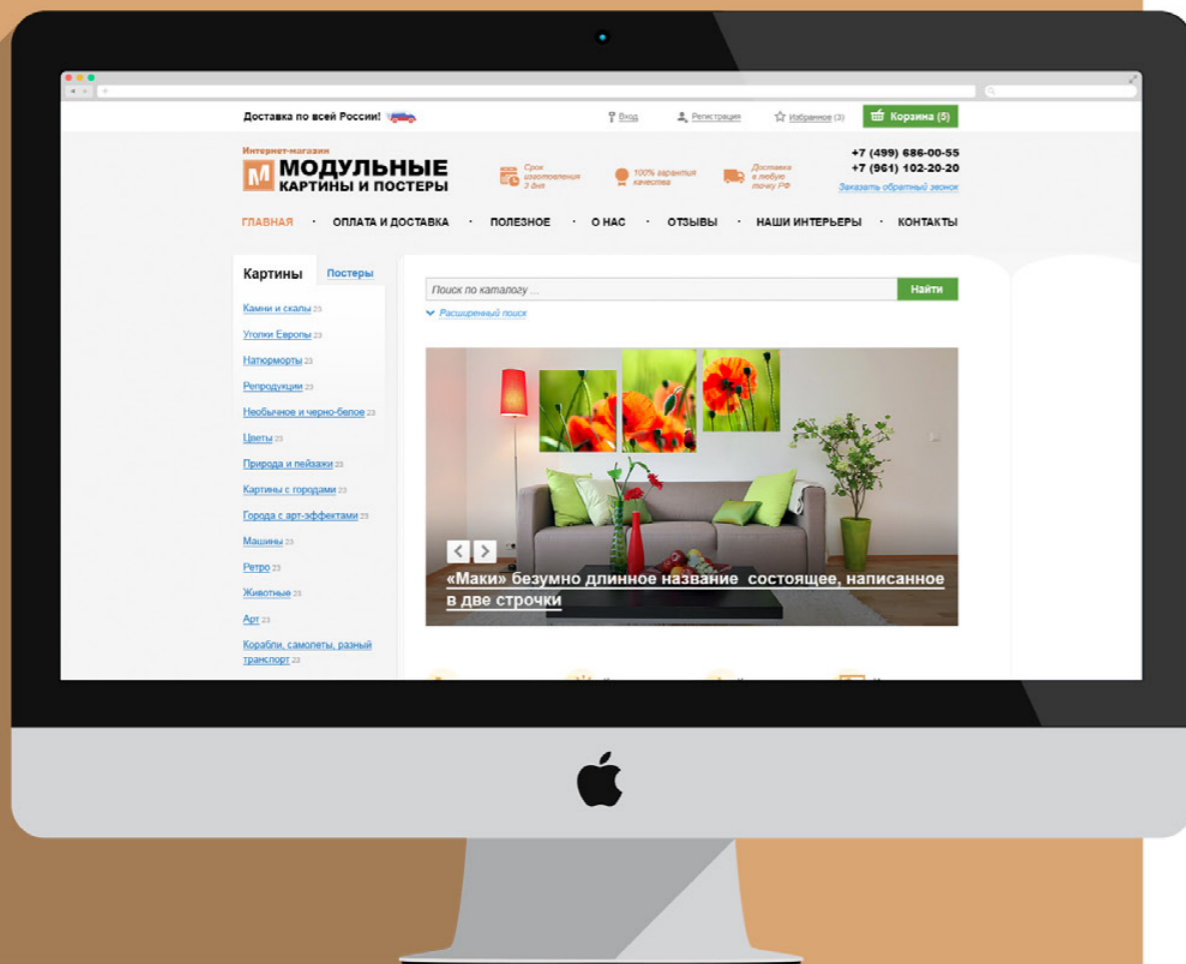 Доставка по всей России!
Вход
Регистрация
Избранное (3)
Корзина (5)
Интернет-магазин
М МОДУЛЬНЫЕ
КАРТИНЫ И ПОСТЕРЫ
Срок
изготовления
3 дня
100% гарантия
качества
Доставка
в любую
точку РФ
+7 (499) 686-00-55
+7 (961) 102-20-20
Заказать обратный звонок
ГЛАВНАЯ · ОПЛАТА И ДОСТАВКА · ПОЛЕЗНОЕ · О НАС · ОТЗЫВЫ · НАШИ ИНТЕРЬЕРЫ · КОНТАКТЫ
Картины Постеры
Камни и скалы 23
Уголки Европы 23
Натюрморты 23
Репродукции 23
Необычное и черно-белое 23
Цветы 23
Природа и пейзажи 23
Картины с городами 23
Города с арт-эффектами 23
Машины 23
Ретро 23
Животные 23
Арт 23
Корабли, самолеты, разный
транспорт 23
Поиск по каталогу ...
Найти
Расширенный поиск
«Маки» безумно длинное название состоящее, написанное
в две строчки